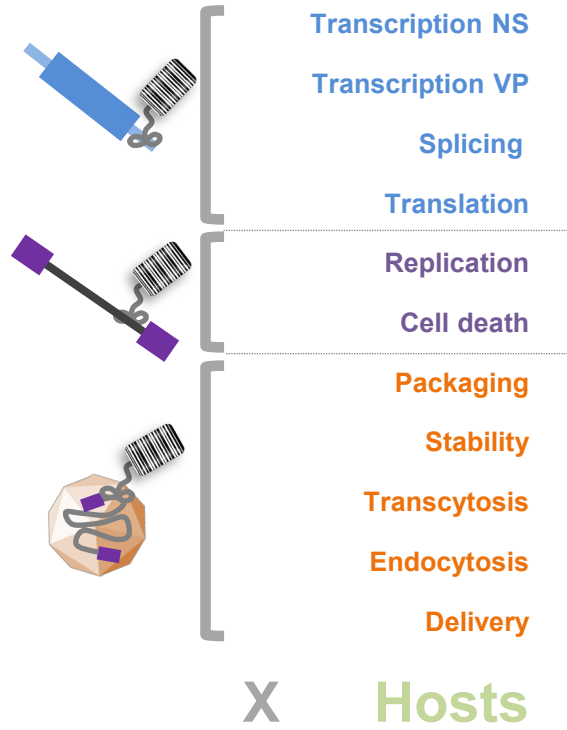 Transcription NS
Transcription VP
Splicing
Translation
Replication
Cell death
Packaging
Stability
Transcytosis
Endocytosis
Delivery
X Hosts